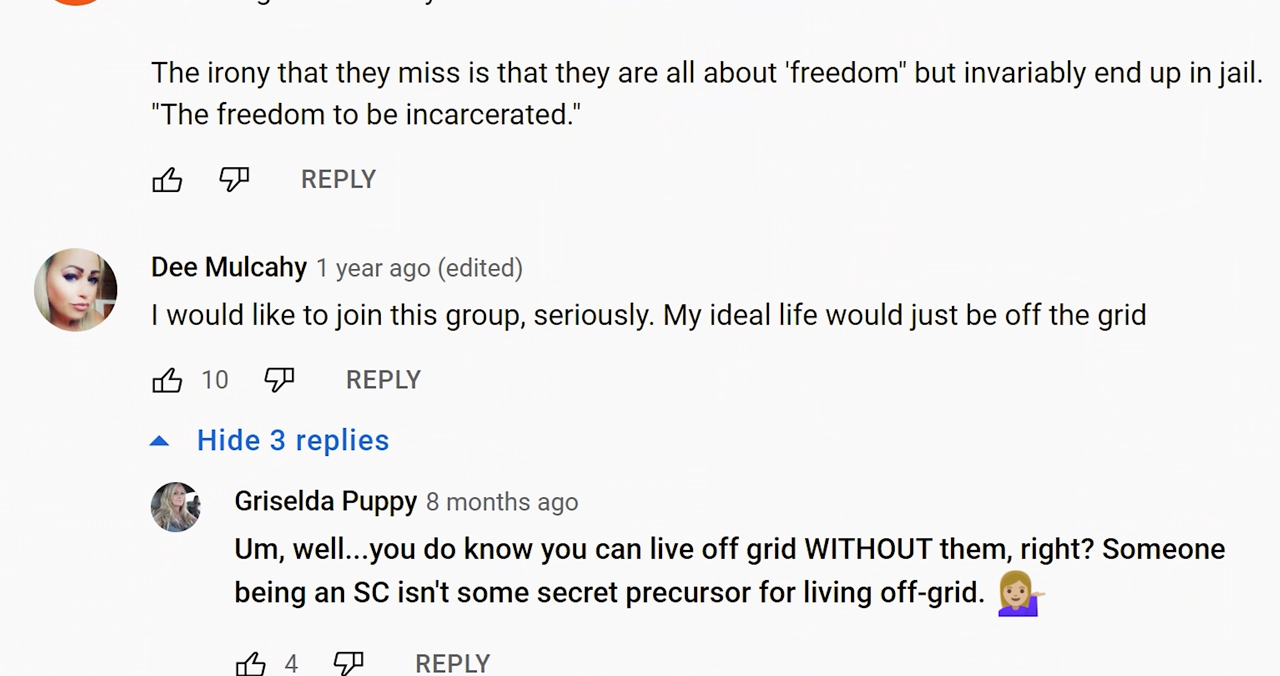 The irony that they miss is that they are all about 'freedom" but invariably end up in jail.
"The freedom to be incarcerated."
REPLY
Dee Mulcahy 1 year ago (edited)
I would like to join this group, seriously. My ideal life would just be off the grid
10 REPLY
Hide 3 replies
Griselda Puppy 8 months ago
Um, well...you do know you can live off grid WITHOUT them, right? Someone
being an SC isn't some secret precursor for living off-grid. 💁🏼‍♀️
4 REPLY